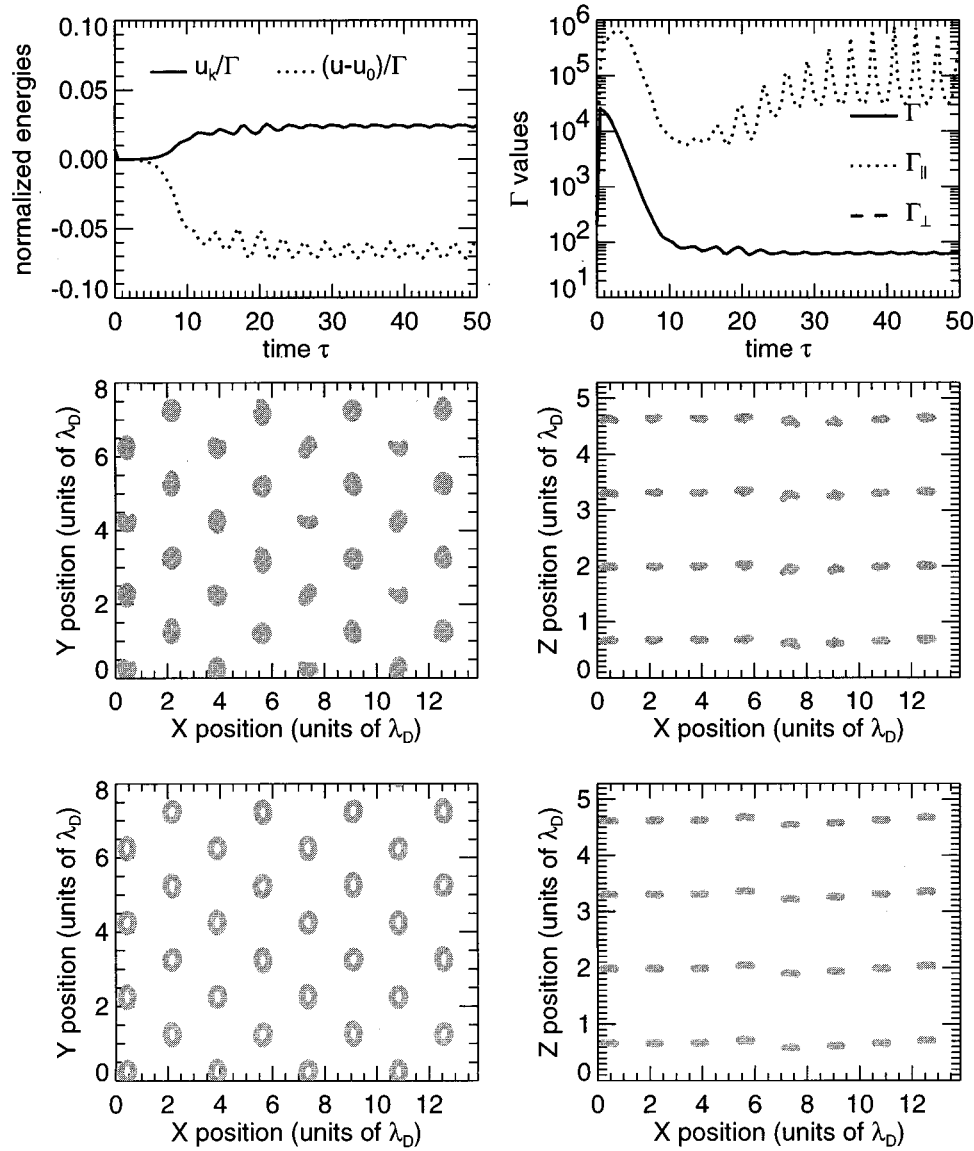 0.10
0.05
0.00
-0.05
-0.10
normalized energies
u_k/Γ
(u-u_0)/Γ
0 10 20 30 40 50
time τ
10^6
10^5
10^4
10^3
10^2
10^1
Γ values
Γ
Γ_∥
Γ_⊥
0 10 20 30 40 50
time τ
8
6
4
2
0
Y position (units of λ_D)
0 2 4 6 8 10 12
X position (units of λ_D)
5
4
3
2
1
0
Z position (units of λ_D)
0 2 4 6 8 10 12
X position (units of λ_D)
8
6
4
2
0
Y position (units of λ_D)
0 2 4 6 8 10 12
X position (units of λ_D)
5
4
3
2
1
0
Z position (units of λ_D)
0 2 4 6 8 10 12
X position (units of λ_D)